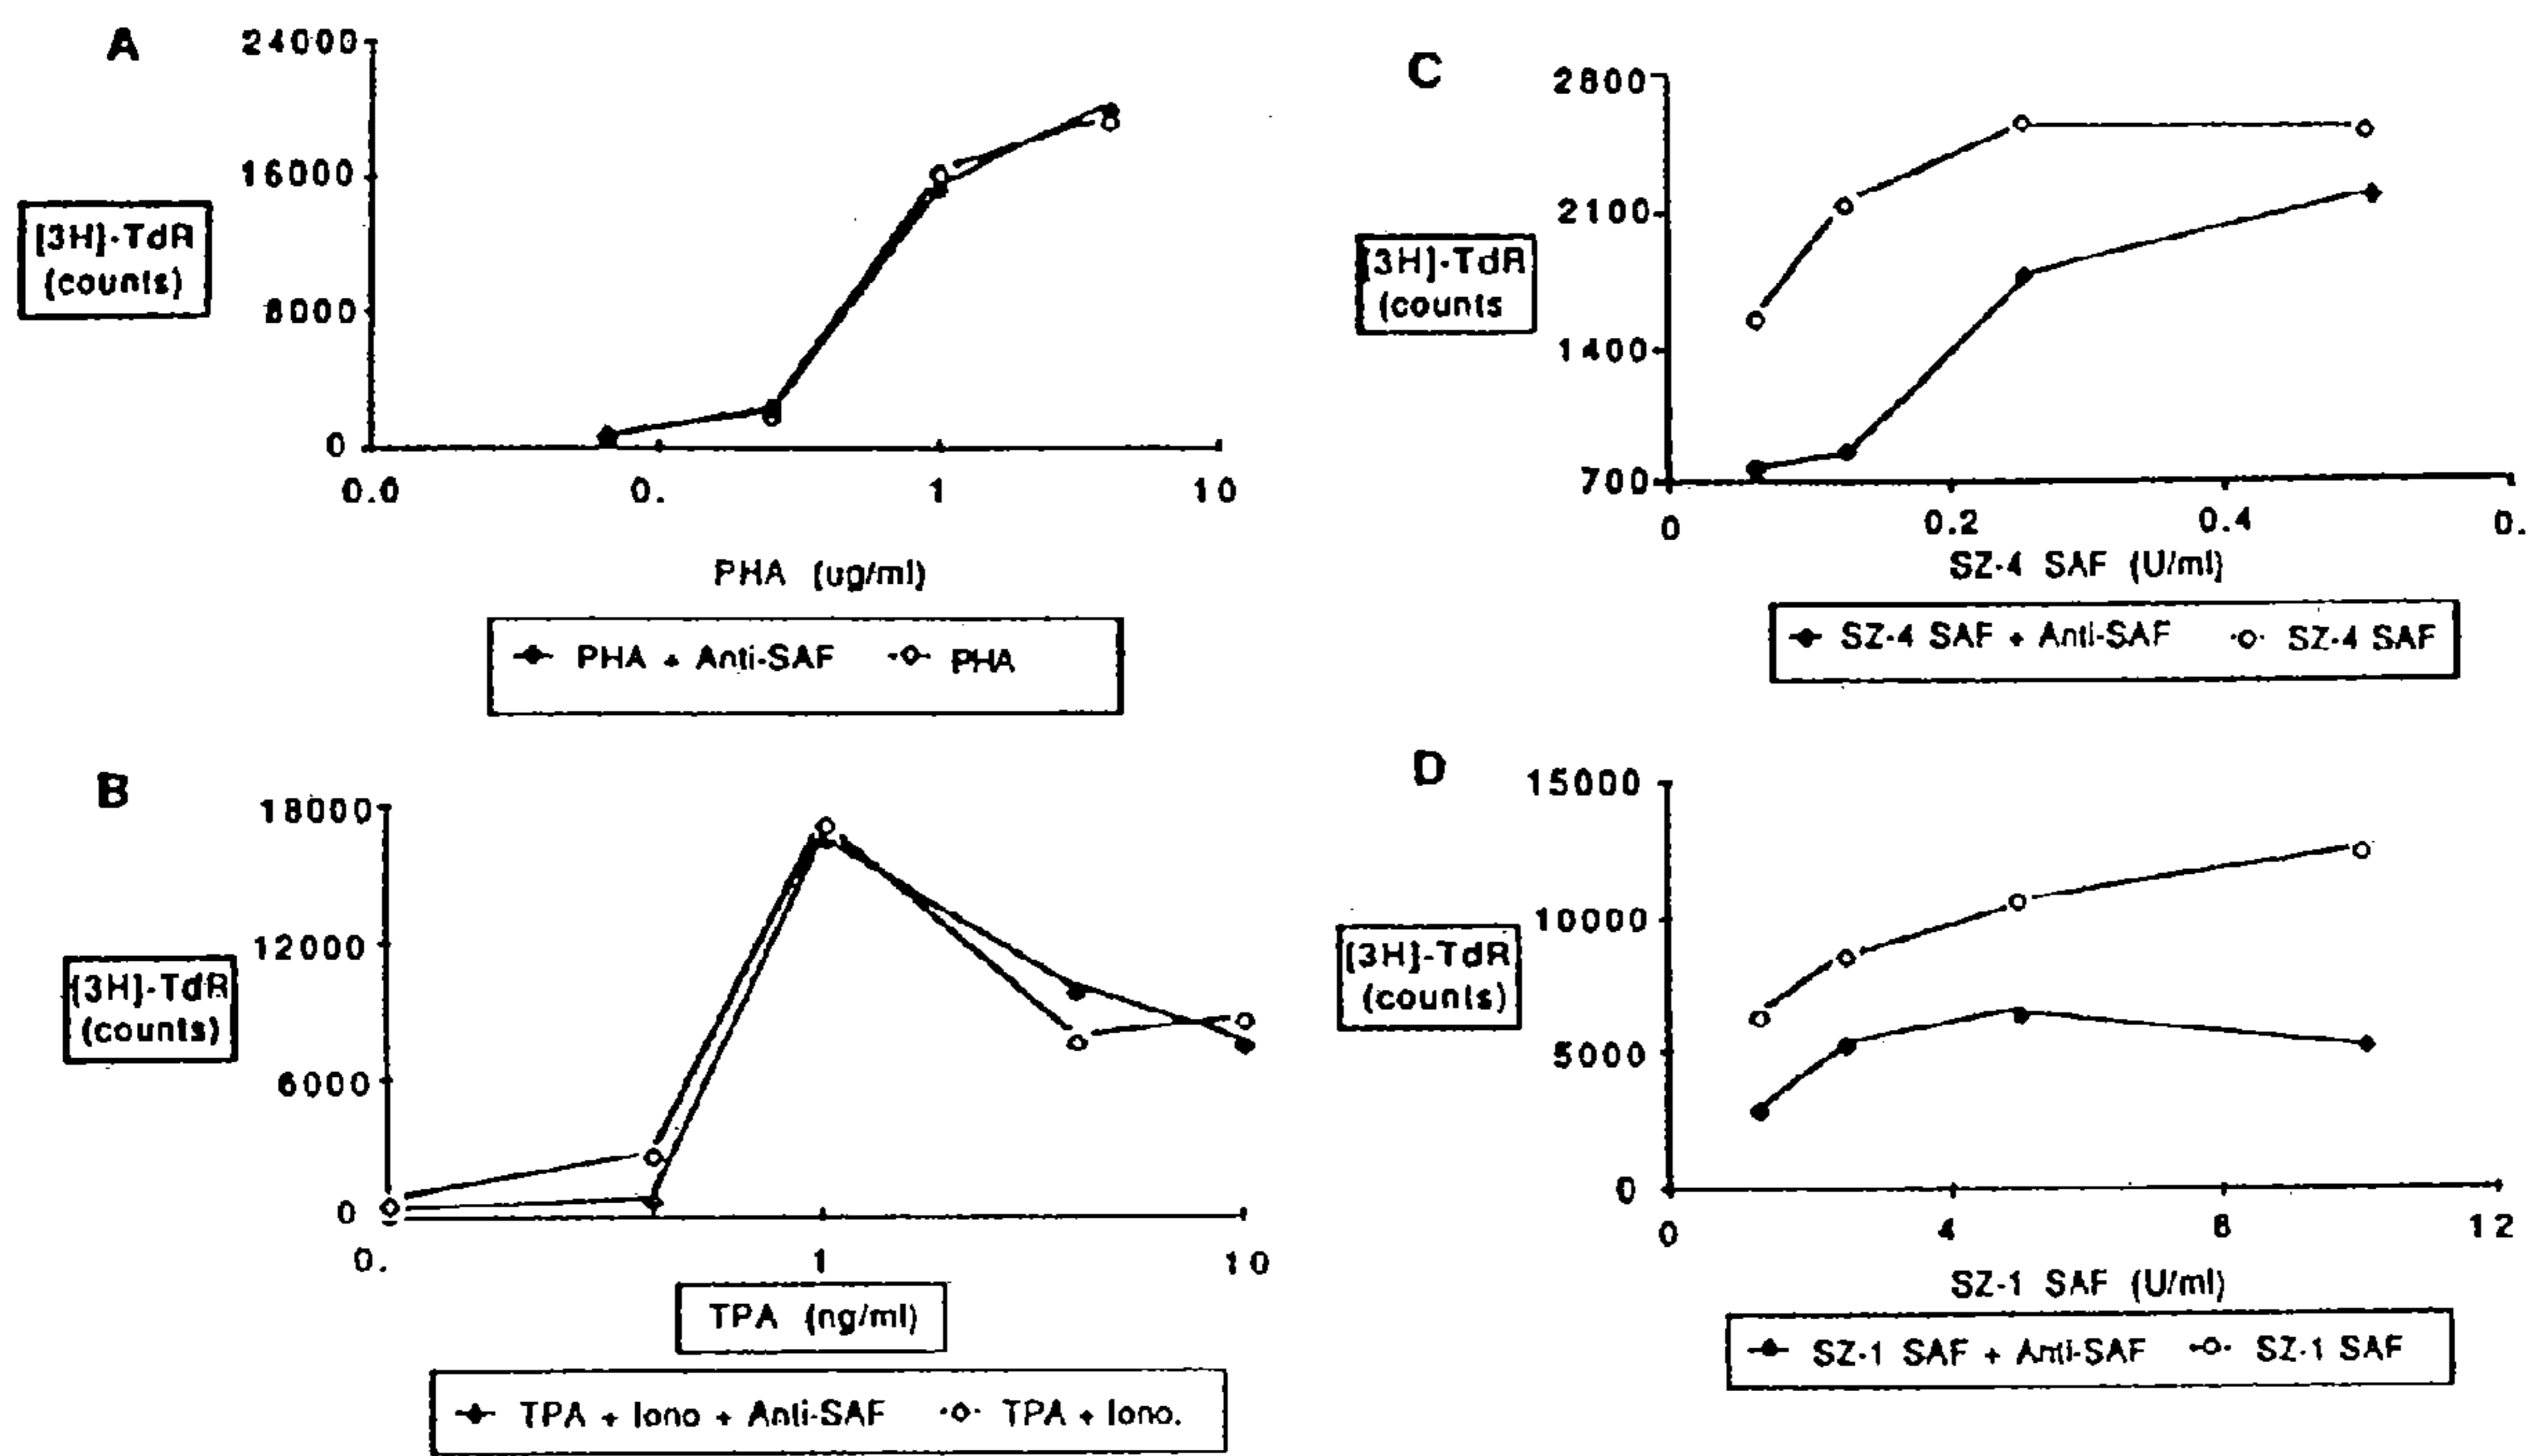 A
24000
16000
8000
0
[3H]-TdR
(counts)
0.0 0. 1 10
PHA (ug/ml)
PHA + Anti-SAF PHA
B
18000
12000
6000
0
[3H]-TdR
(counts)
0. 1 10
TPA (ng/ml)
TPA + Iono + Anti-SAF TPA + Iono.
C
2800
2100
1400
700
[3H]-TdR
(counts
0 0.2 0.4 0.
SZ-4 SAF (U/ml)
SZ-4 SAF + Anti-SAF SZ-4 SAF
D
15000
10000
5000
0
[3H]-TdR
(counts)
0 4 8 12
SZ-1 SAF (U/ml)
SZ-1 SAF + Anti-SAF SZ-1 SAF